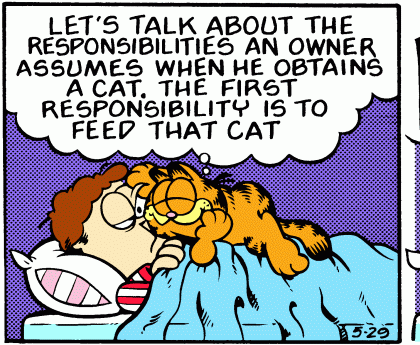 LET'S TALK ABOUT THE
RESPONSIBILITIES AN OWNER
ASSUMES WHEN HE OBTAINS
A CAT. THE FIRST
RESPONSIBILITY IS TO
FEED THAT CAT
5-29